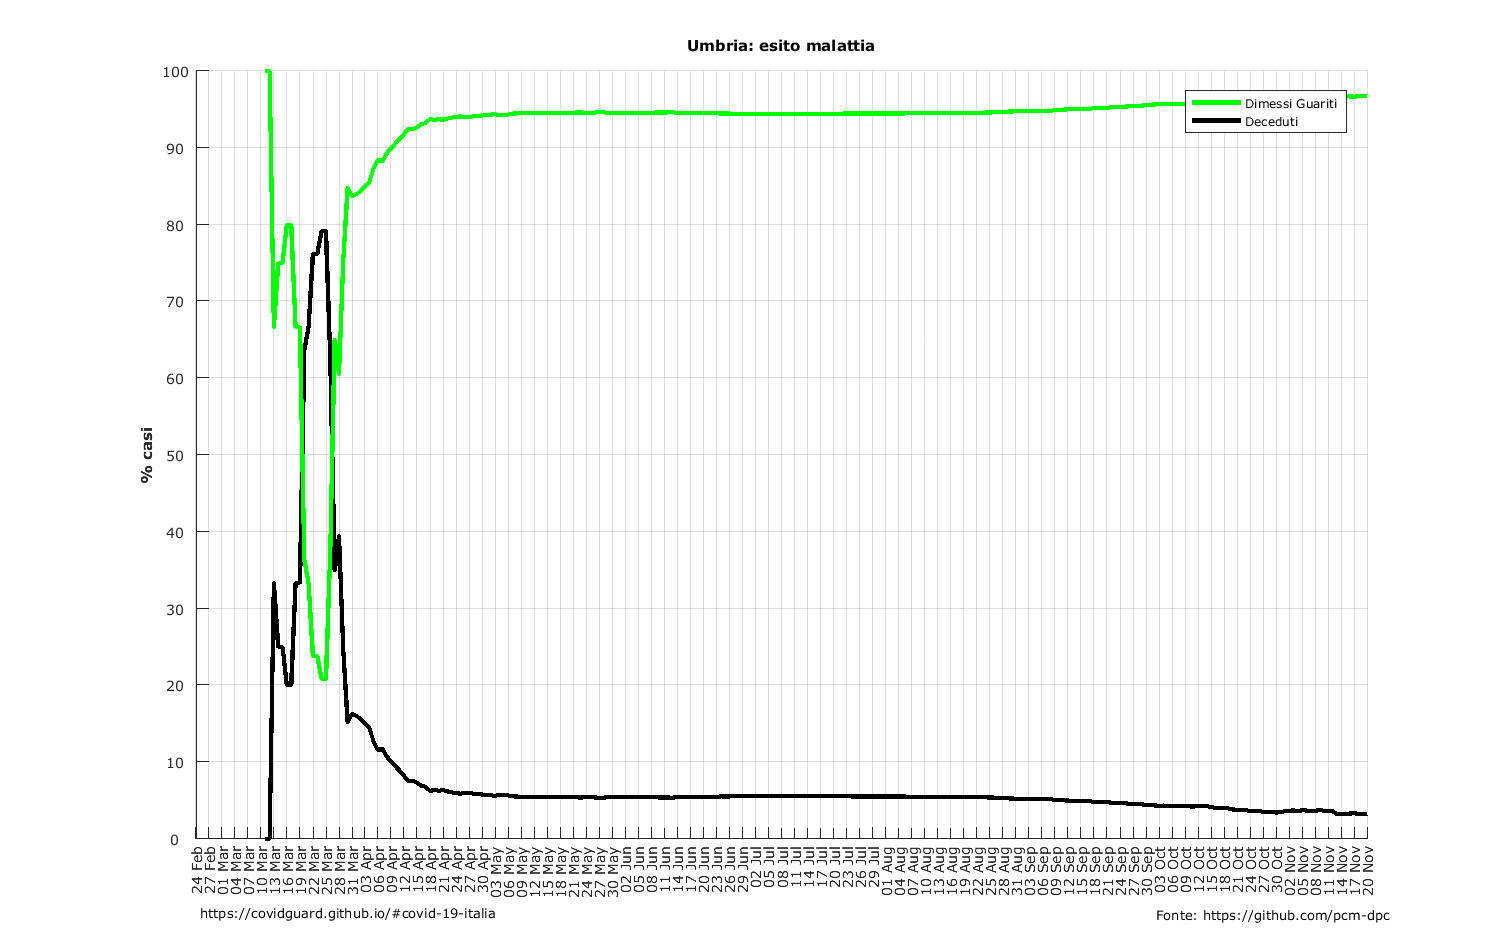 Umbria: esito malattia
100
90
80
70
60
50
40
30
20
10
0
% casi
Dimessi Guariti
Deceduti
24 Feb
27 Feb
01 Mar
04 Mar
07 Mar
10 Mar
13 Mar
16 Mar
19 Mar
22 Mar
25 Mar
28 Mar
31 Mar
03 Apr
06 Apr
09 Apr
12 Apr
15 Apr
18 Apr
21 Apr
24 Apr
27 Apr
30 Apr
03 May
06 May
09 May
12 May
15 May
18 May
21 May
24 May
27 May
30 May
02 Jun
05 Jun
08 Jun
11 Jun
14 Jun
17 Jun
20 Jun
23 Jun
26 Jun
29 Jun
02 Jul
05 Jul
08 Jul
11 Jul
14 Jul
17 Jul
20 Jul
23 Jul
26 Jul
29 Jul
01 Aug
04 Aug
07 Aug
10 Aug
13 Aug
16 Aug
19 Aug
22 Aug
25 Aug
28 Aug
31 Aug
03 Sep
06 Sep
09 Sep
12 Sep
15 Sep
18 Sep
21 Sep
24 Sep
27 Sep
30 Sep
03 Oct
06 Oct
09 Oct
12 Oct
15 Oct
18 Oct
21 Oct
24 Oct
27 Oct
30 Oct
02 Nov
05 Nov
08 Nov
11 Nov
14 Nov
17 Nov
20 Nov
https://covidguard.github.io/#covid-19-italia
Fonte: https://github.com/pcm-dpc